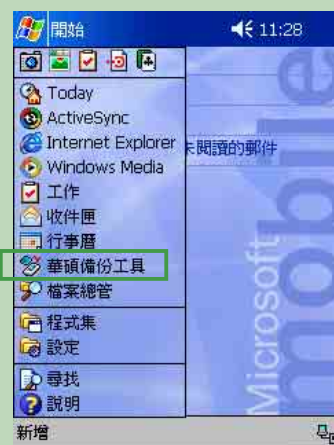 開始 11:28
Today
ActiveSync
Internet Explorer
未閱讀的郵件
Windows Media
工作
收件匣
行事曆
華碩備份工具
檔案總管
程式集
設定
尋找
說明
新增
Microsoft
mobile